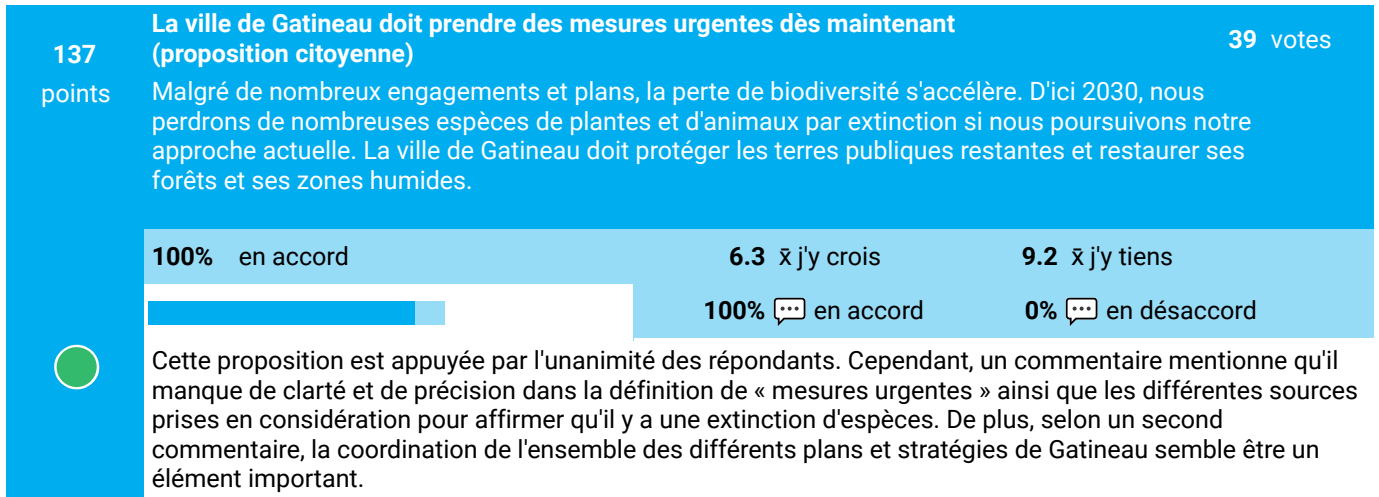 137
points
La ville de Gatineau doit prendre des mesures urgentes dès maintenant
(proposition citoyenne)
39 votes
Malgré de nombreux engagements et plans, la perte de biodiversité s'accélère. D'ici 2030, nous
perdrons de nombreuses espèces de plantes et d'animaux par extinction si nous poursuivons notre
approche actuelle. La ville de Gatineau doit protéger les terres publiques restantes et restaurer ses
forêts et ses zones humides.
100% en accord
6.3 x̄ j'y crois
9.2 x̄ j'y tiens
100% 💬 en accord
0% 💬 en désaccord
Cette proposition est appuyée par l'unanimité des répondants. Cependant, un commentaire mentionne qu'il
manque de clarté et de précision dans la définition de « mesures urgentes » ainsi que les différentes sources
prises en considération pour affirmer qu'il y a une extinction d'espèces. De plus, selon un second
commentaire, la coordination de l'ensemble des différents plans et stratégies de Gatineau semble être un
élément important.